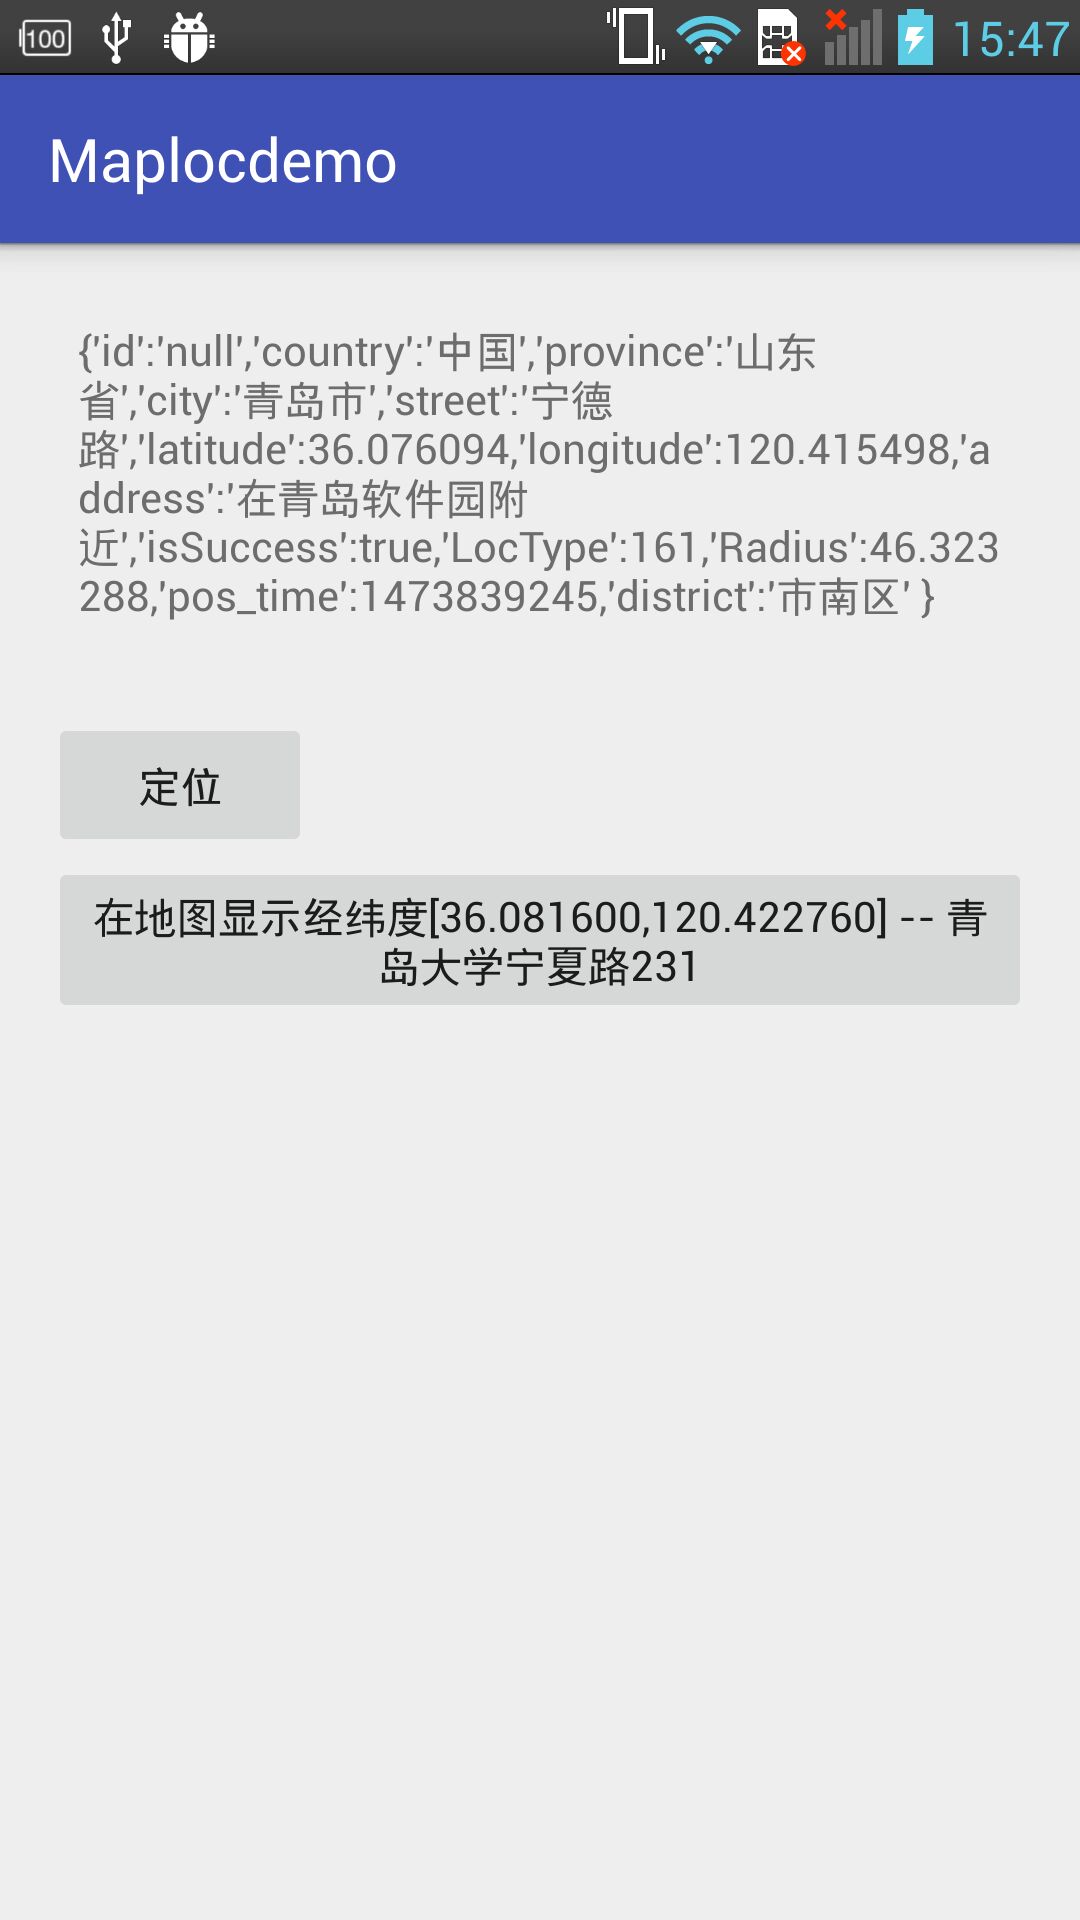 100
15:47
Maplocdemo
{'id':'null','country':'中国','province':'山东
省','city':'青岛市','street':'宁德
路','latitude':36.076094,'longitude':120.415498,'a
ddress':'在青岛软件园附
近','isSuccess':true,'LocType':161,'Radius':46.323
288,'pos_time':1473839245,'district':'市南区' }
定位
在地图显示经纬度[36.081600,120.422760] -- 青
岛大学宁夏路231